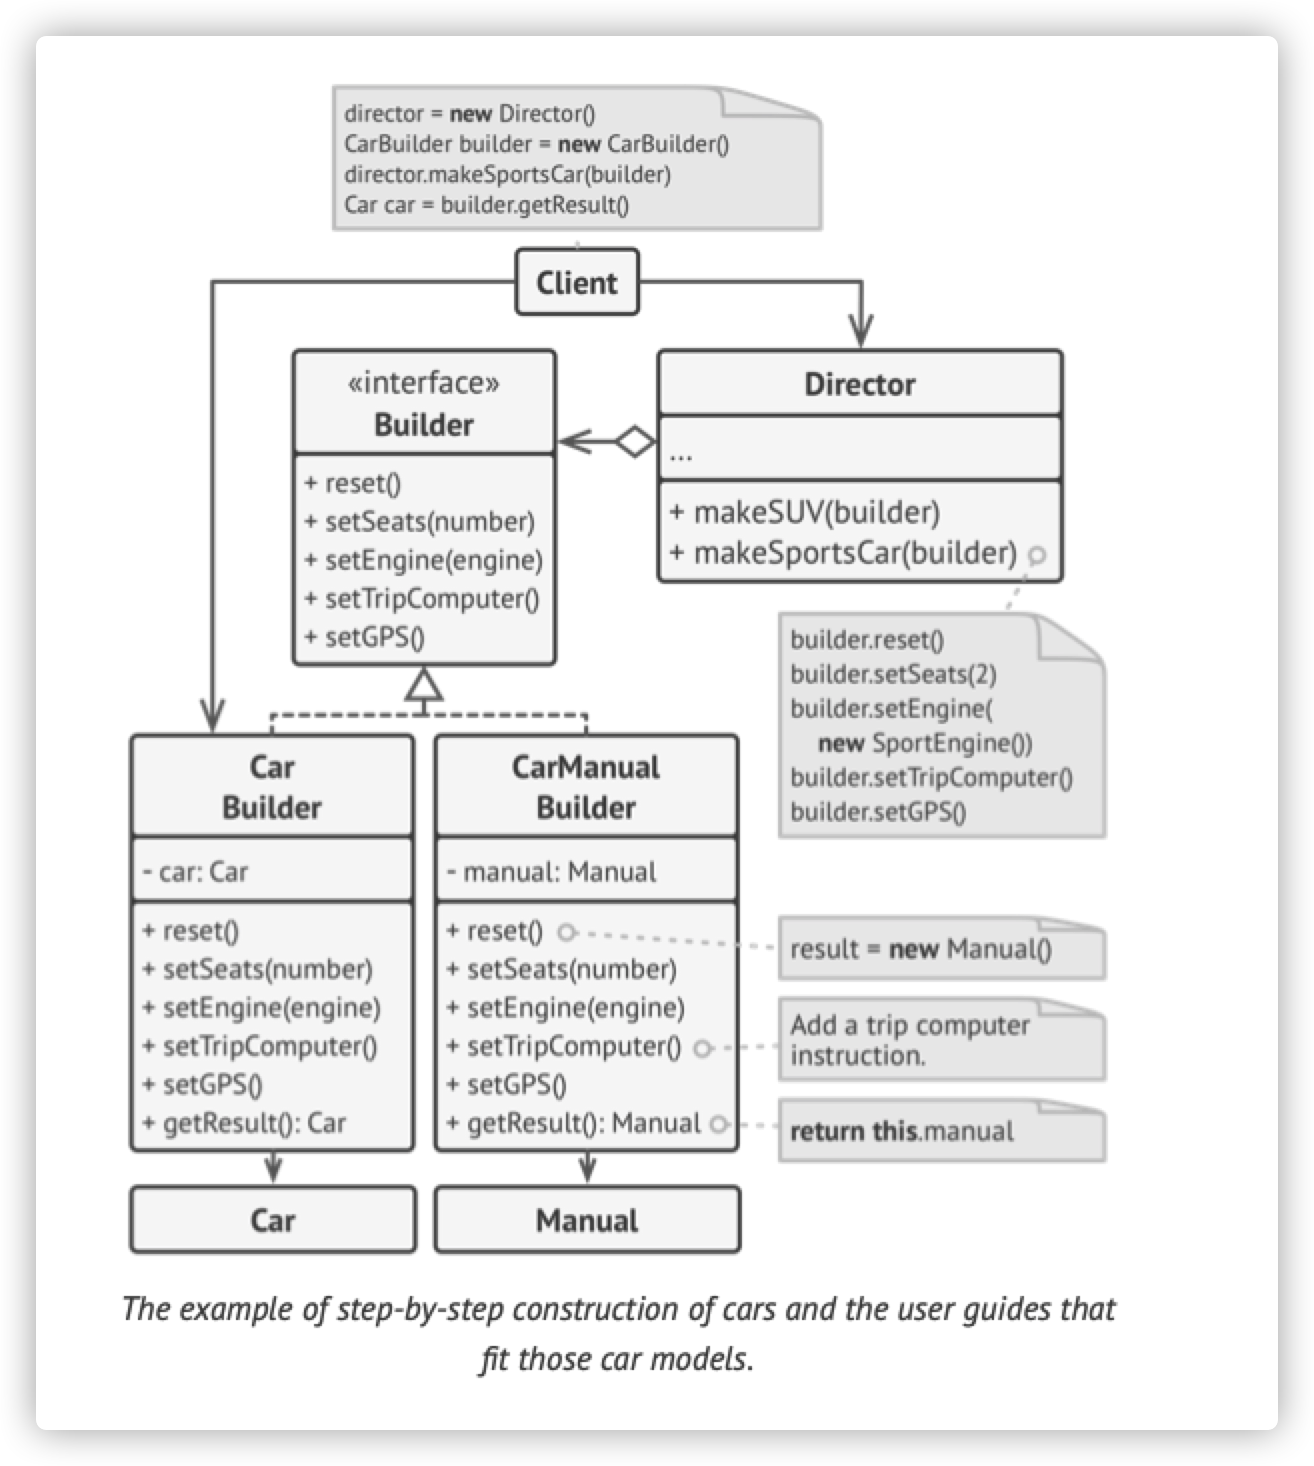 director = new Director()
CarBuilder builder = new CarBuilder()
director.makeSportsCar(builder)
Car car = builder.getResult()
Client
«interface»
Builder
+ reset()
+ setSeats(number)
+ setEngine(engine)
+ setTripComputer()
+ setGPS()
Director
...
+ makeSUV(builder)
+ makeSportsCar(builder)
builder.reset()
builder.setSeats(2)
builder.setEngine(
new SportEngine())
builder.setTripComputer()
builder.setGPS()
Car
Builder
- car: Car
+ reset()
+ setSeats(number)
+ setEngine(engine)
+ setTripComputer()
+ setGPS()
+ getResult(): Car
CarManual
Builder
- manual: Manual
+ reset()
+ setSeats(number)
+ setEngine(engine)
+ setTripComputer()
+ setGPS()
+ getResult(): Manual
result = new Manual()
Add a trip computer
instruction.
return this.manual
Car
Manual
The example of step-by-step construction of cars and the user guides that
fit those car models.